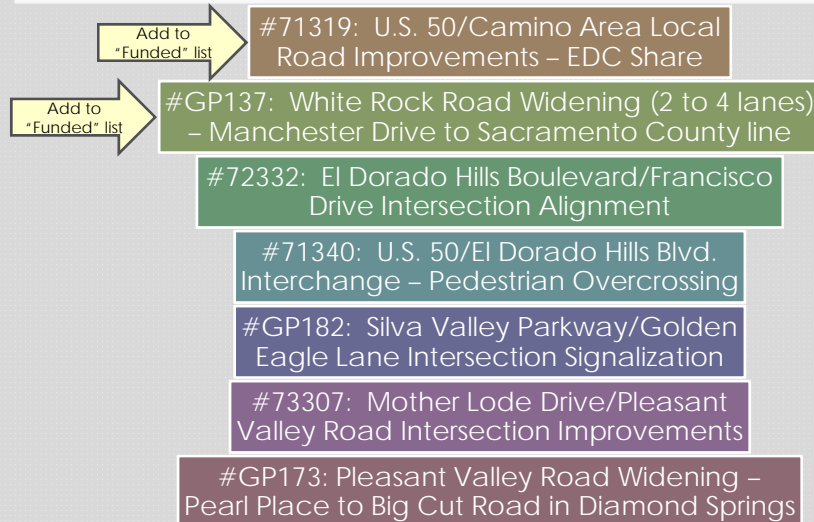 Add to
“Funded” list
#71319: U.S. 50/Camino Area Local
Road Improvements – EDC Share
Add to
“Funded” list
#GP137: White Rock Road Widening (2 to 4 lanes)
– Manchester Drive to Sacramento County line
#72332: El Dorado Hills Boulevard/Francisco
Drive Intersection Alignment
#71340: U.S. 50/El Dorado Hills Blvd.
Interchange – Pedestrian Overcrossing
#GP182: Silva Valley Parkway/Golden
Eagle Lane Intersection Signalization
#73307: Mother Lode Drive/Pleasant
Valley Road Intersection Improvements
#GP173: Pleasant Valley Road Widening –
Pearl Place to Big Cut Road in Diamond Springs